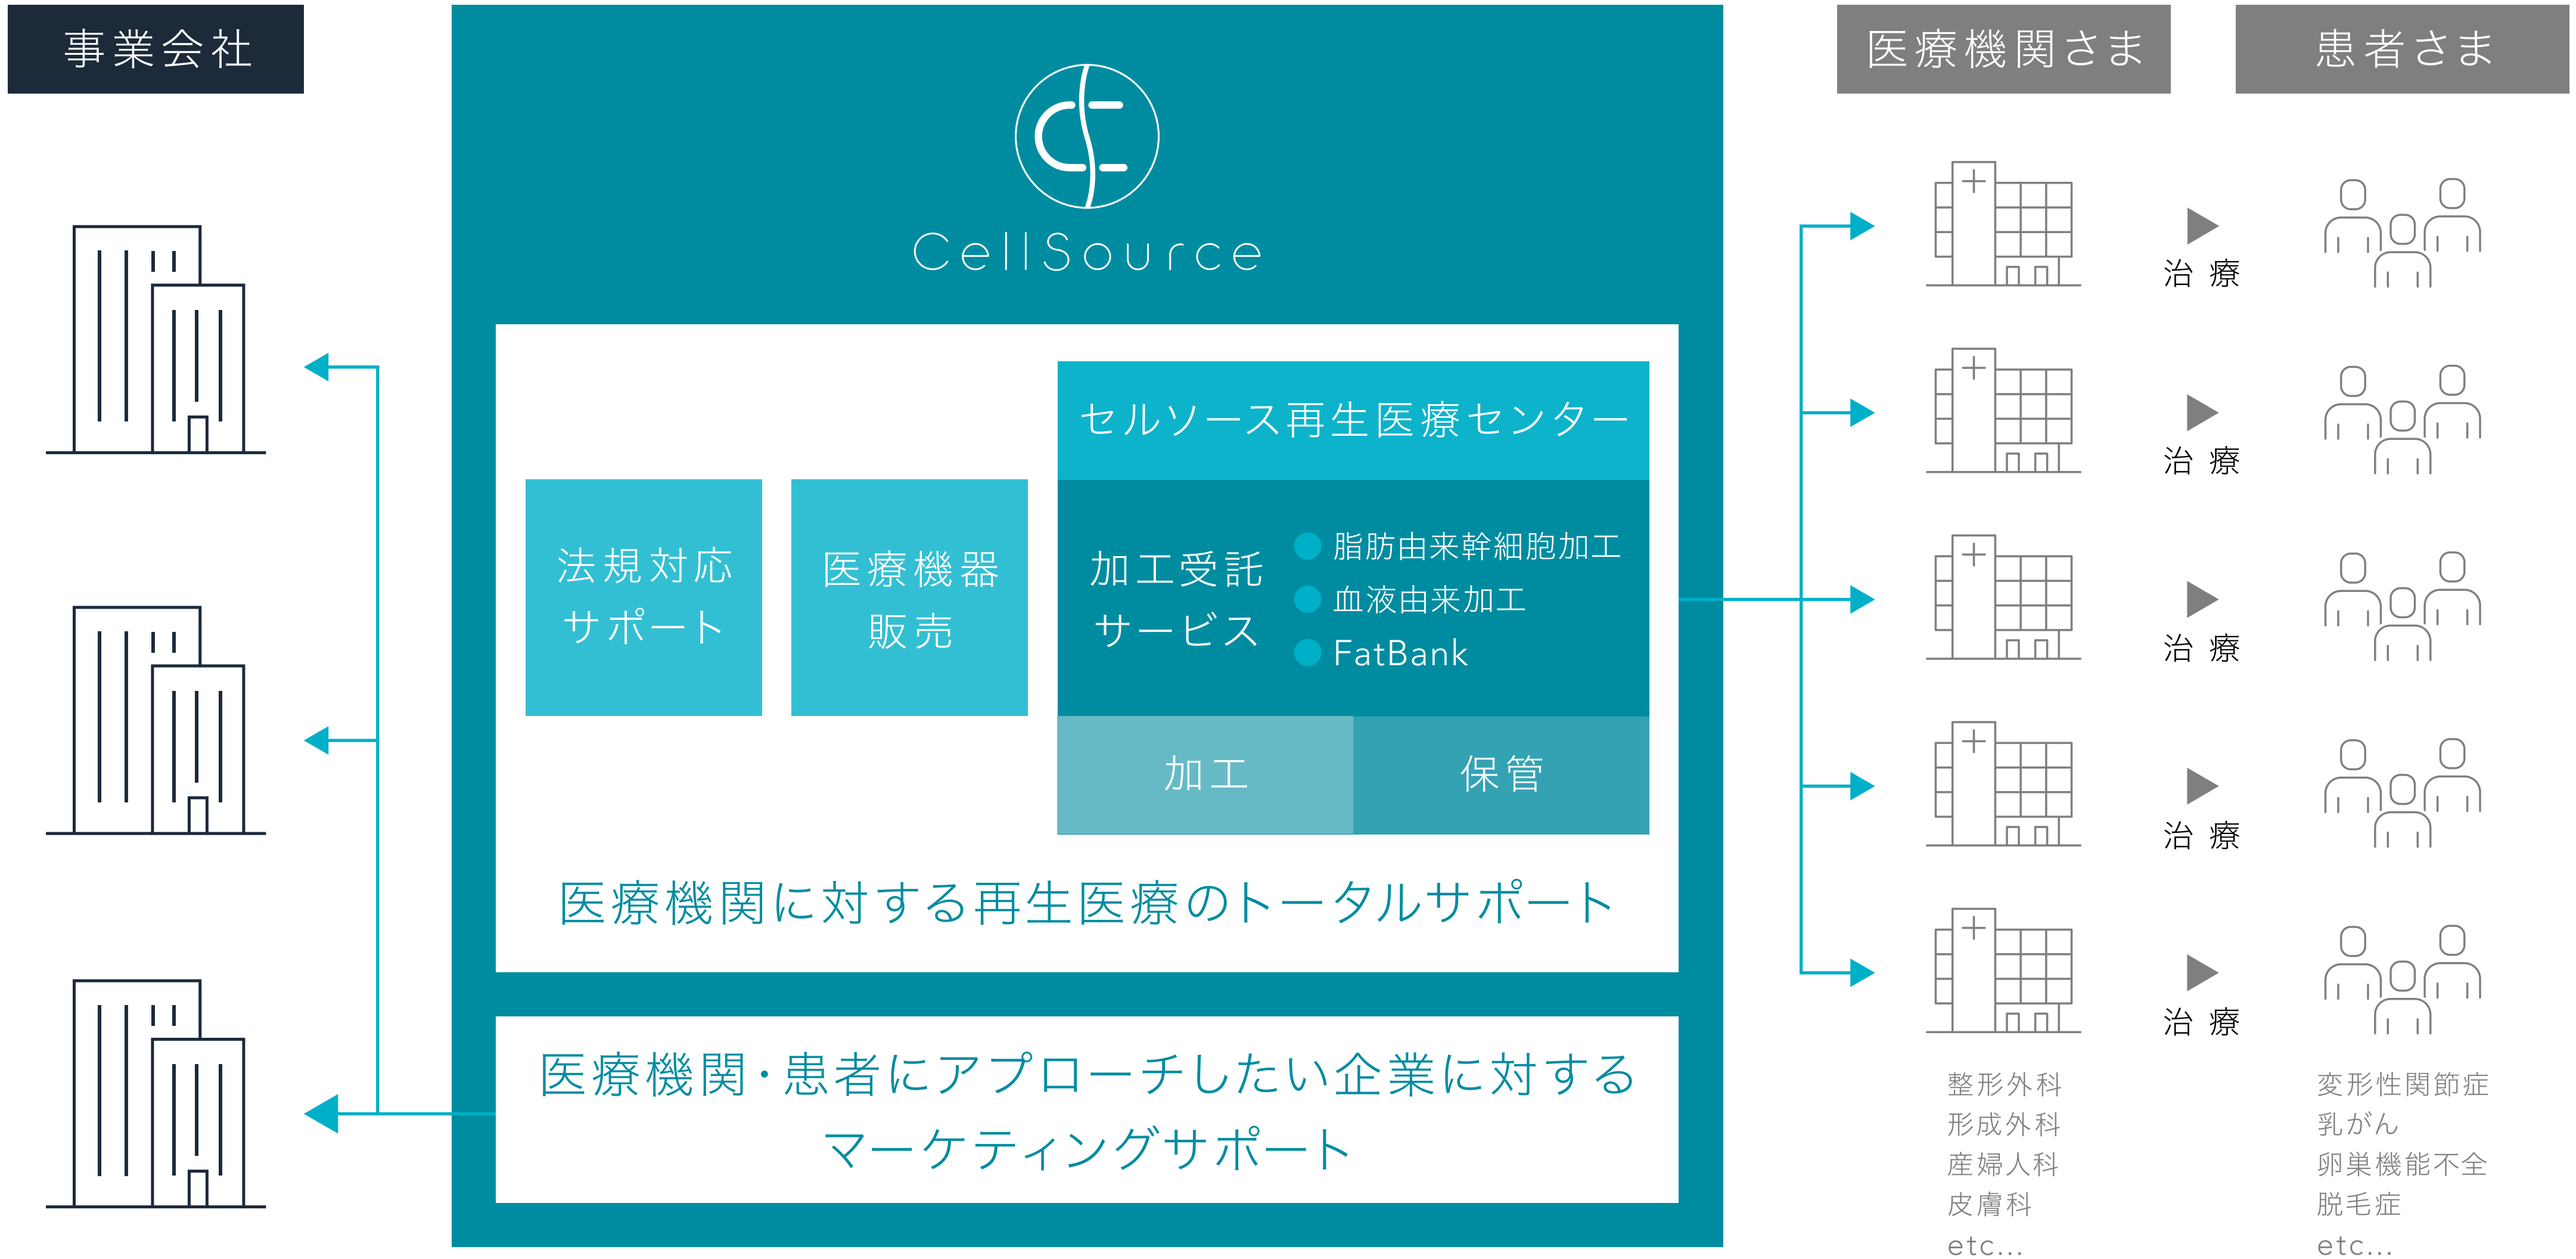 事業会社
CellSource
セルソース再生医療センター
法規対応
サポート
医療機器
販売
加工受託
サービス
脂肪由来幹細胞加工
血液由来加工
FatBank
加工
保管
医療機関に対する再生医療のトータルサポート
医療機関・患者にアプローチしたい企業に対する
マーケティングサポート
医療機関さま
患者さま
治療
治療
治療
治療
治療
整形外科
形成外科
産婦人科
皮膚科
etc...
変形性関節症
乳がん
卵巣機能不全
脱毛症
etc...